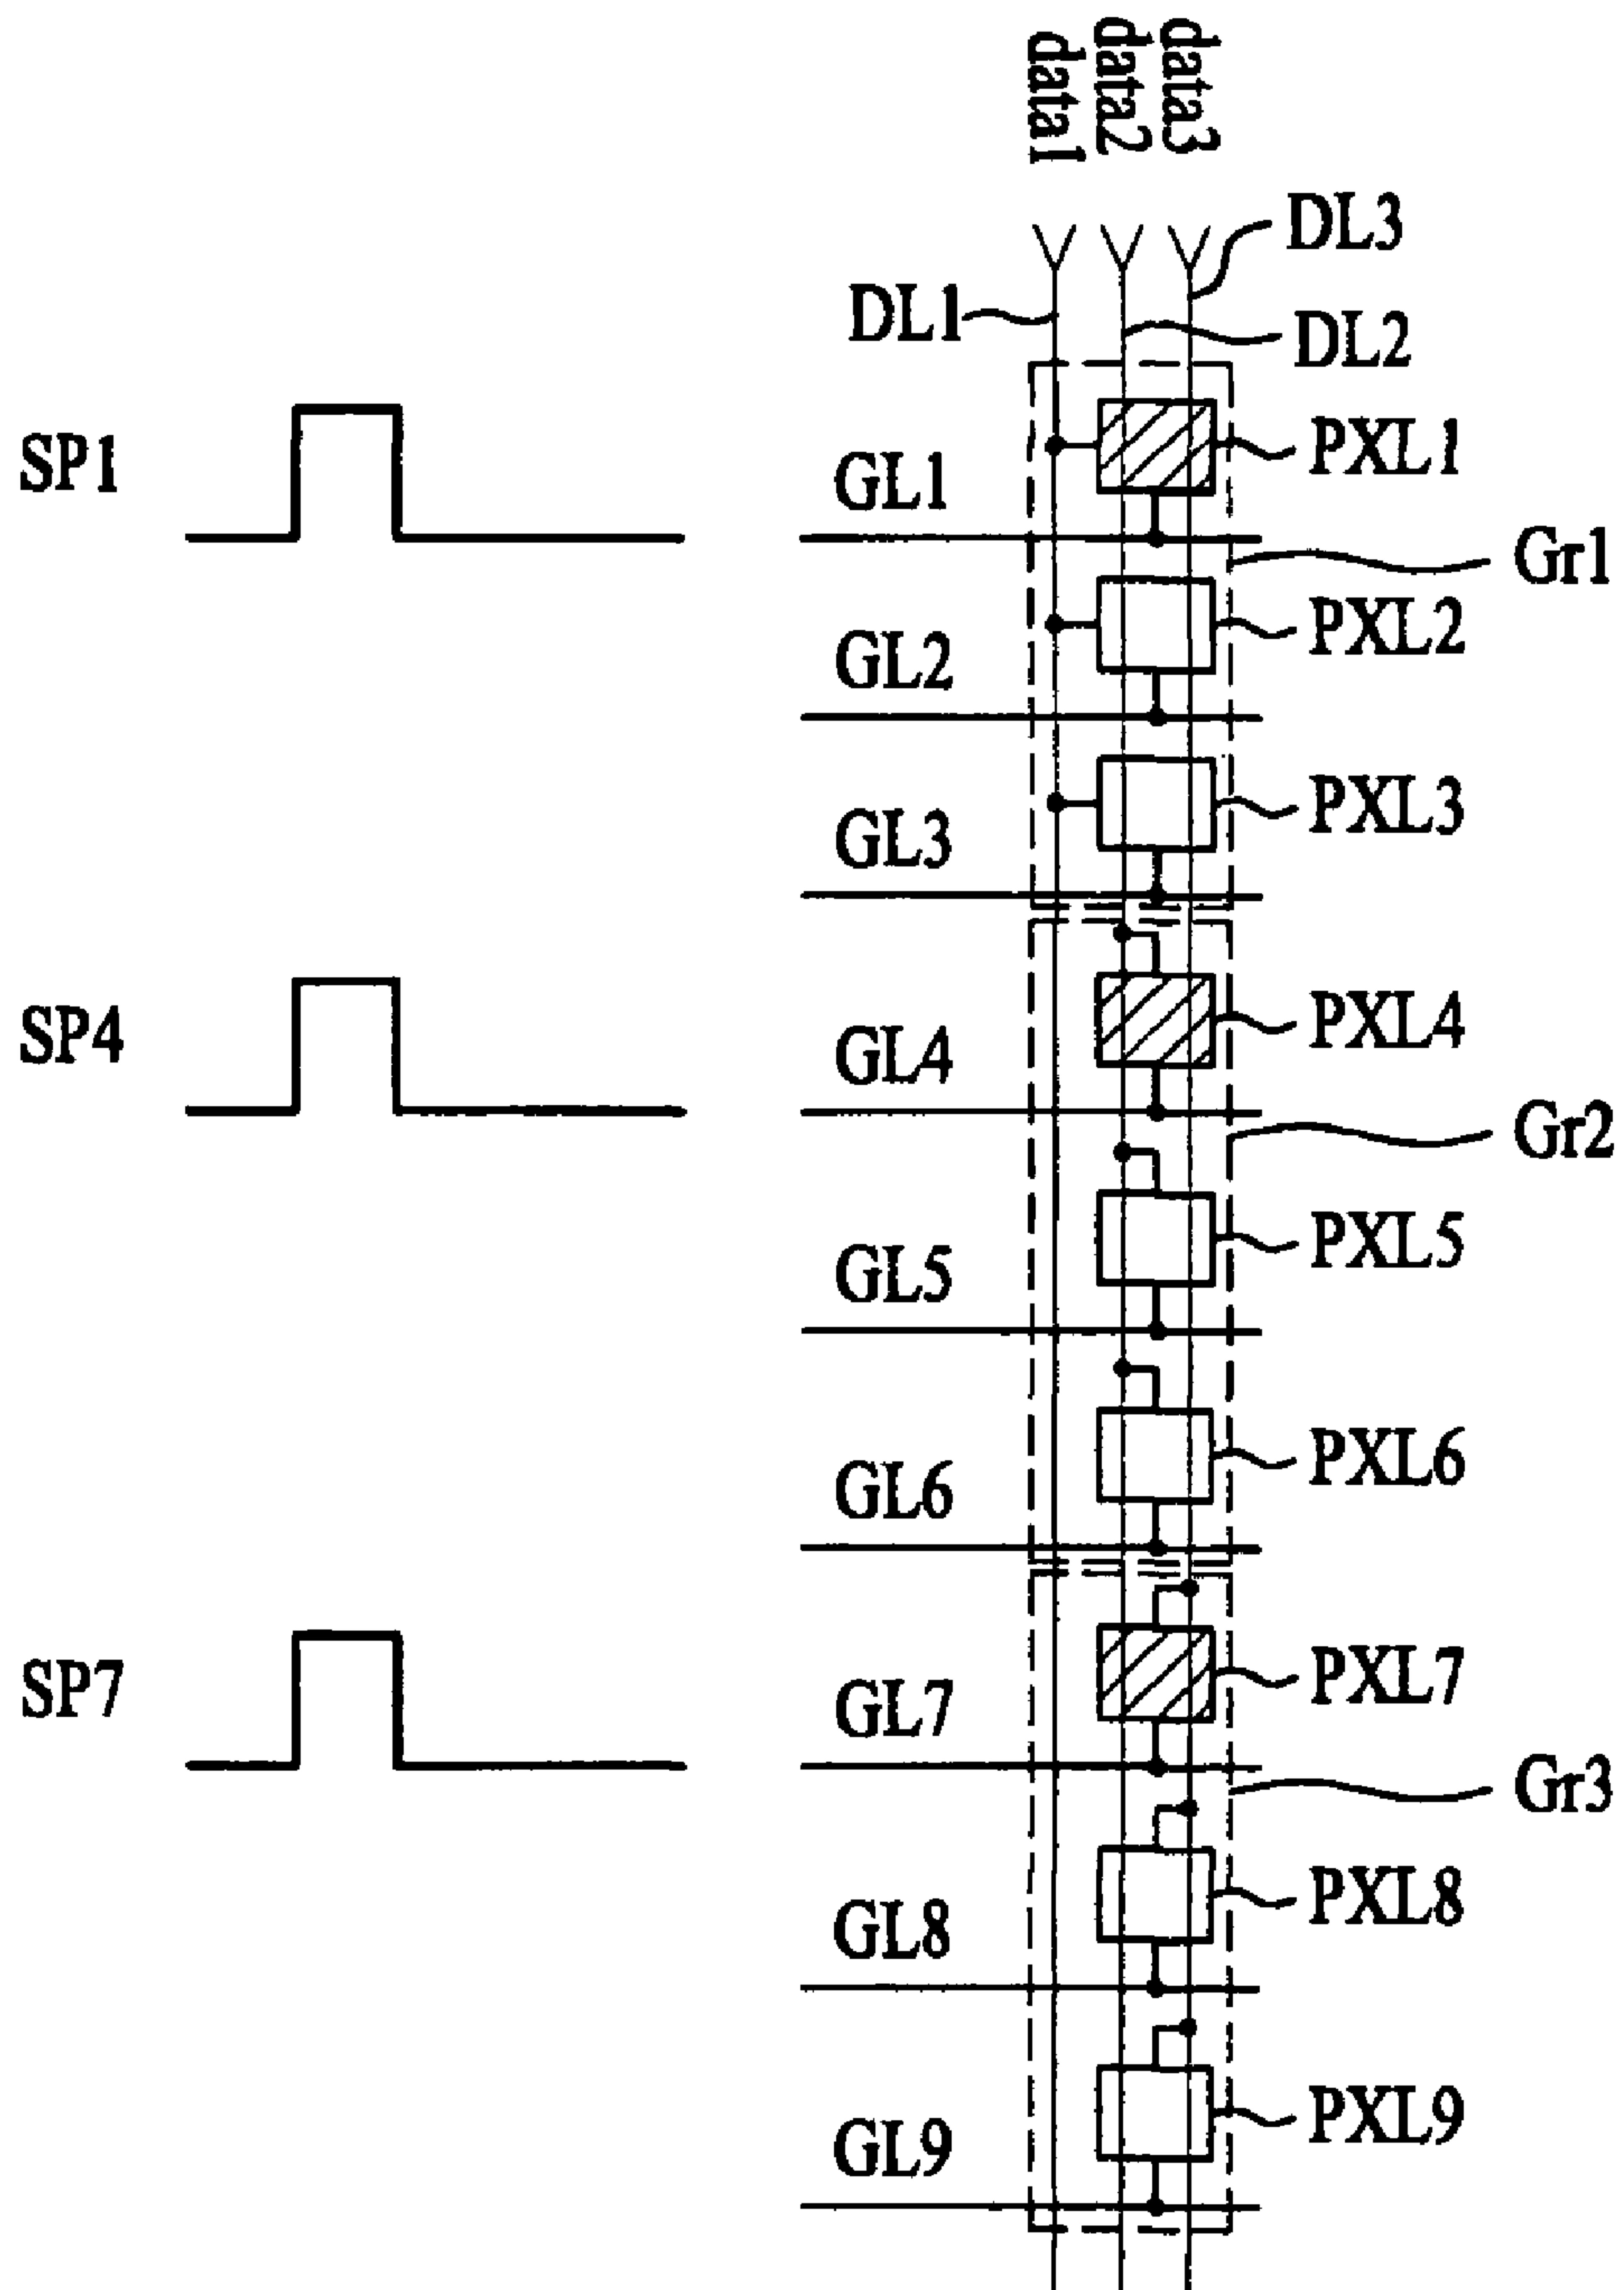 data1
data2
data3
DL3
DL1
DL2
SP1
GL1
PXL1
Gr1
GL2
PXL2
GL3
PXL3
SP4
GL4
PXL4
Gr2
GL5
PXL5
GL6
PXL6
SP7
GL7
PXL7
Gr3
GL8
PXL8
GL9
PXL9